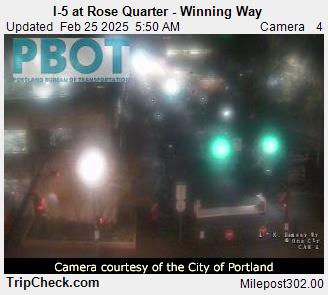 I-5 at Rose Quarter - Winning Way
Updated Feb 25 2025 5:50 AM Camera 4
PBOT
PORTLAND BUREAU OF TRANSPORTATION
Camera courtesy of the City of Portland
TripCheck.com Milepost302.00